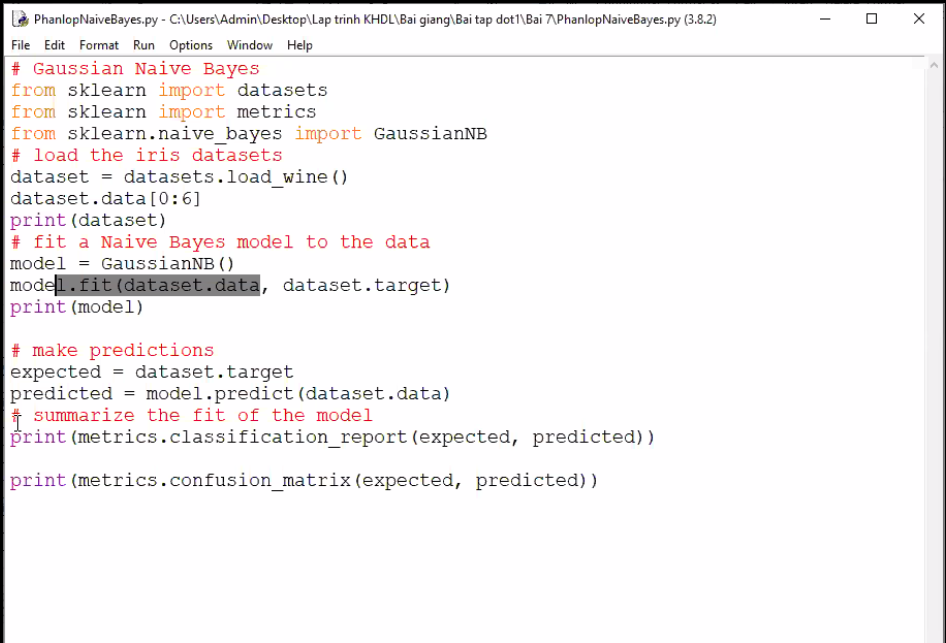 PhanlopNaiveBayes.py - C:\Users\Admin\Desktop\Lap trinh KHDL\Bai giang\Bai tap dot1\Bai 7\PhanlopNaiveBayes.py (3.8.2)
File Edit Format Run Options Window Help
# Gaussian Naive Bayes
from sklearn import datasets
from sklearn import metrics
from sklearn.naive_bayes import GaussianNB
# load the iris datasets
dataset = datasets.load_wine()
dataset.data[0:6]
print(dataset)
# fit a Naive Bayes model to the data
model = GaussianNB()
model.fit(dataset.data, dataset.target)
print(model)
# make predictions
expected = dataset.target
predicted = model.predict(dataset.data)
# summarize the fit of the model
print(metrics.classification_report(expected, predicted))
print(metrics.confusion_matrix(expected, predicted))